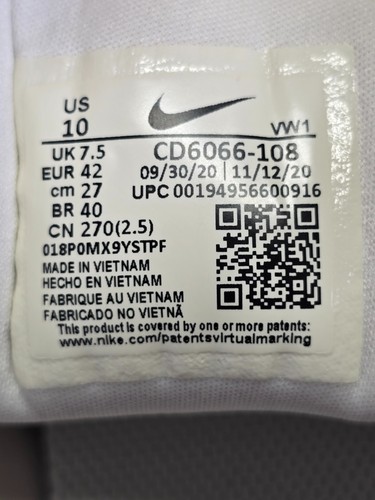 US
10
VW1
UK 7.5
CD6066-108
EUR 42
09/30/20 | 11/12/20
cm 27
UPC 00194956600916
BR 40
CN 270(2.5)
018P0MX9YSTPF
MADE IN VIETNAM
HECHO EN VIETNAM
FABRIQUE AU VIETNAM
FABRICADO NO VIETNÃ
This product is covered by one or more patents:
www.nike.com/patentsvirtualmarking